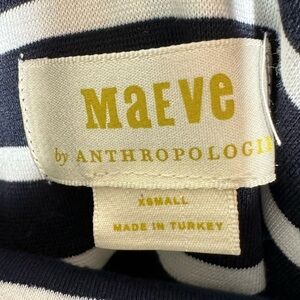 MaEVe
by ANTHROPOLOGIE
XSMALL
MADE IN TURKEY